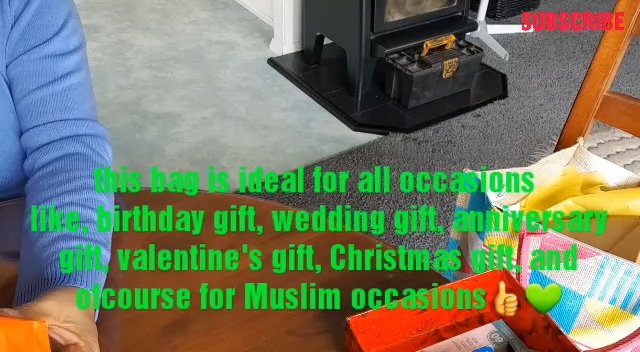 SUBSCRIBE
this bag is ideal for all occasions
like, birthday gift, wedding gift, anniversary
gift, valentine's gift, Christmas gift, and
ofcourse for Muslim occasions👍💚